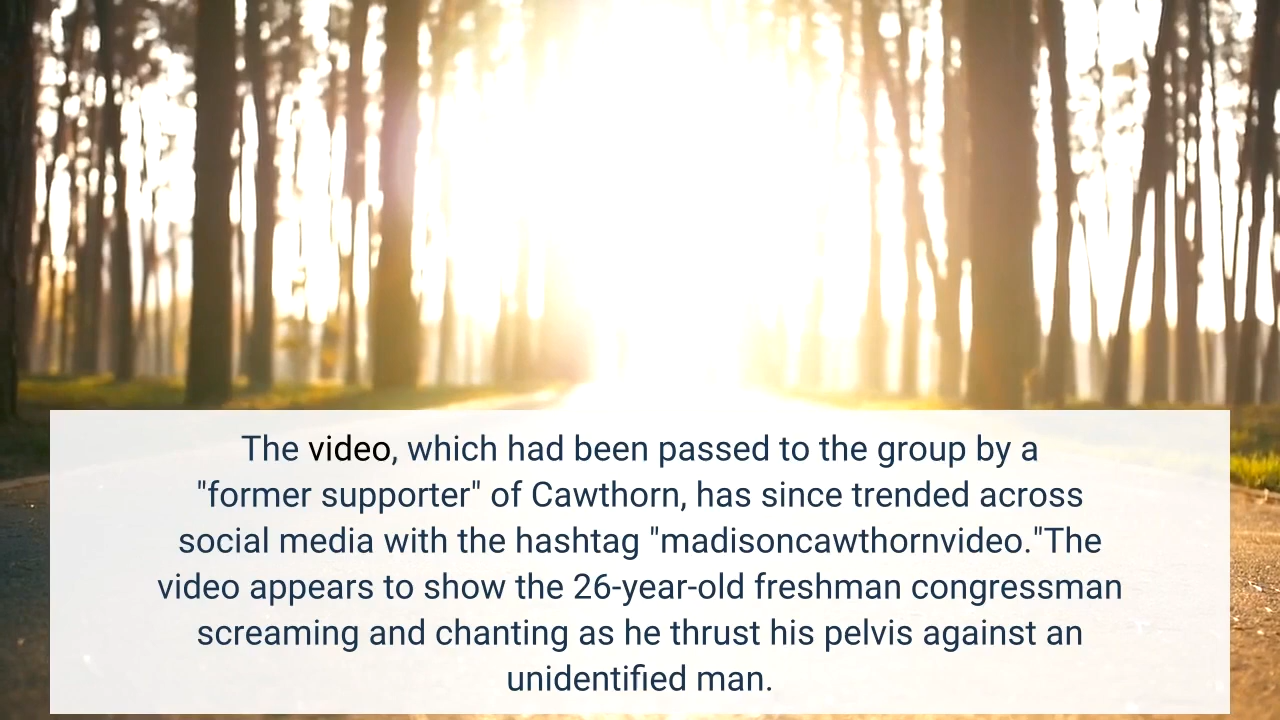 The video, which had been passed to the group by a
"former supporter" of Cawthorn, has since trended across
social media with the hashtag "madisoncawthornvideo."The
video appears to show the 26-year-old freshman congressman
screaming and chanting as he thrust his pelvis against an
unidentified man.